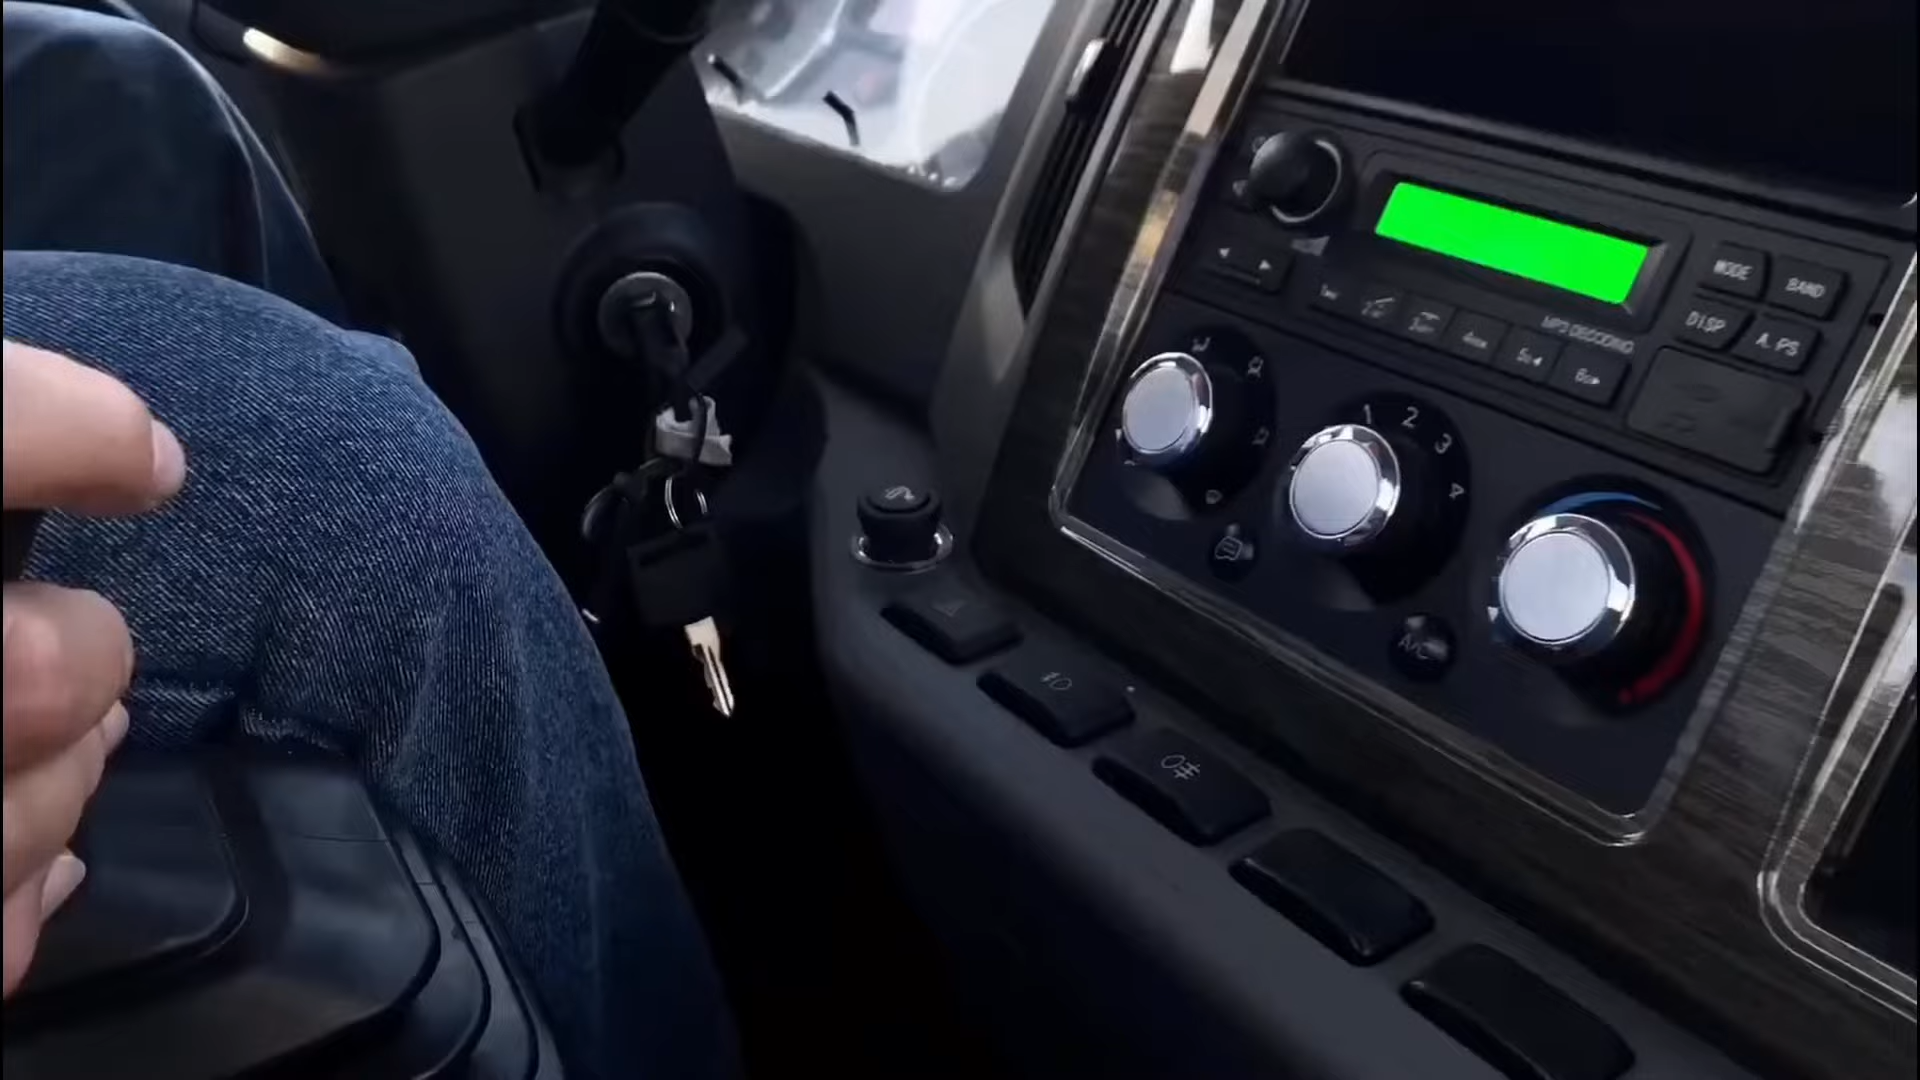 MODE BAND
DISP A.PS
MP3 DECODING
1 2 3 4
A/C